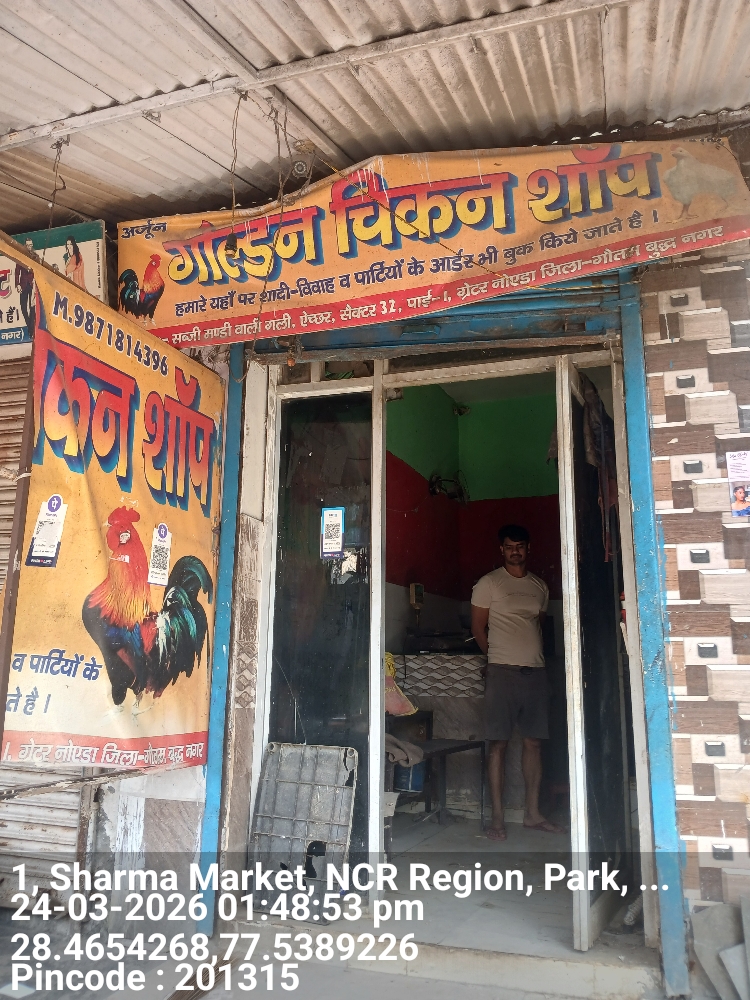 अर्जून
गोल्डन चिकन शॉप
हमारे यहाँ पर शादी-विवाह व पार्टियों के आर्डर भी बुक किये जाते है ।
सब्जी मण्डी वाली गली, ऐच्छर, सैक्टर 32, पाई-1, ग्रेटर नोएडा जिला-गौतम बुद्ध नगर
M.9871814396
कन शॉप
व पार्टियों के
ते है ।
1. ग्रेटर नोएडा जिला-गौतम बुद्ध नगर
1, Sharma Market, NCR Region, Park, ...
24-03-2026 01:48:53 pm
28.4654268,77.5389226
Pincode : 201315